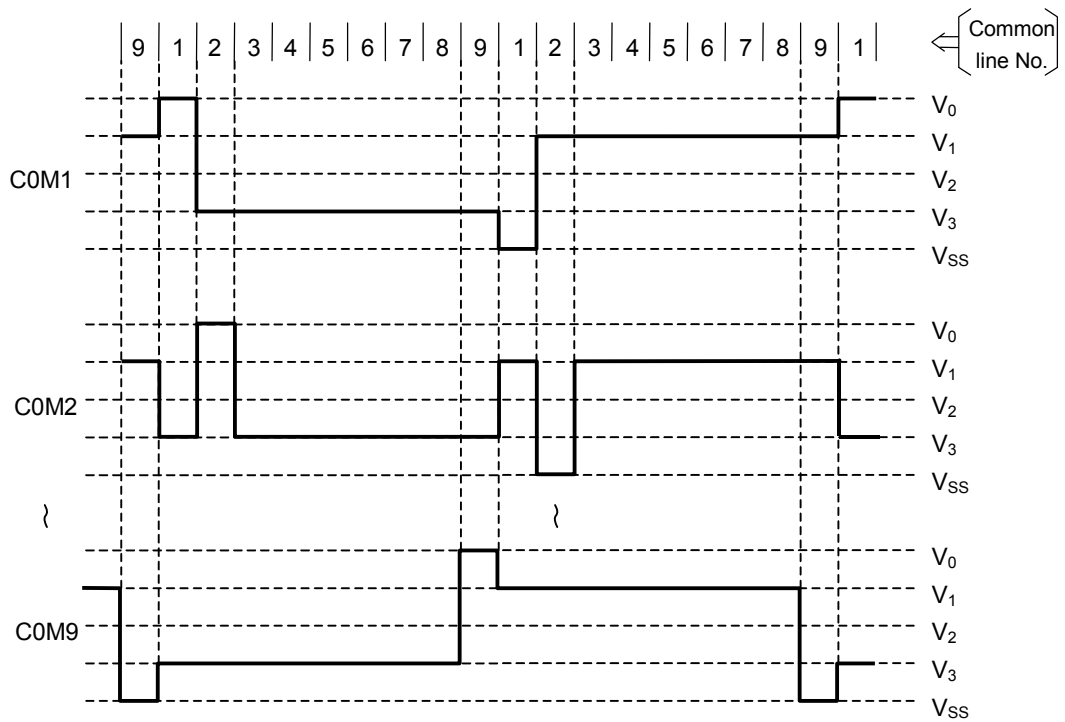 9 1 2 3 4 5 6 7 8 9 1 2 3 4 5 6 7 8 9 1
Common
line No.
C0M1
V0
V1
V2
V3
VSS
C0M2
V0
V1
V2
V3
VSS
~
~
C0M9
V0
V1
V2
V3
VSS